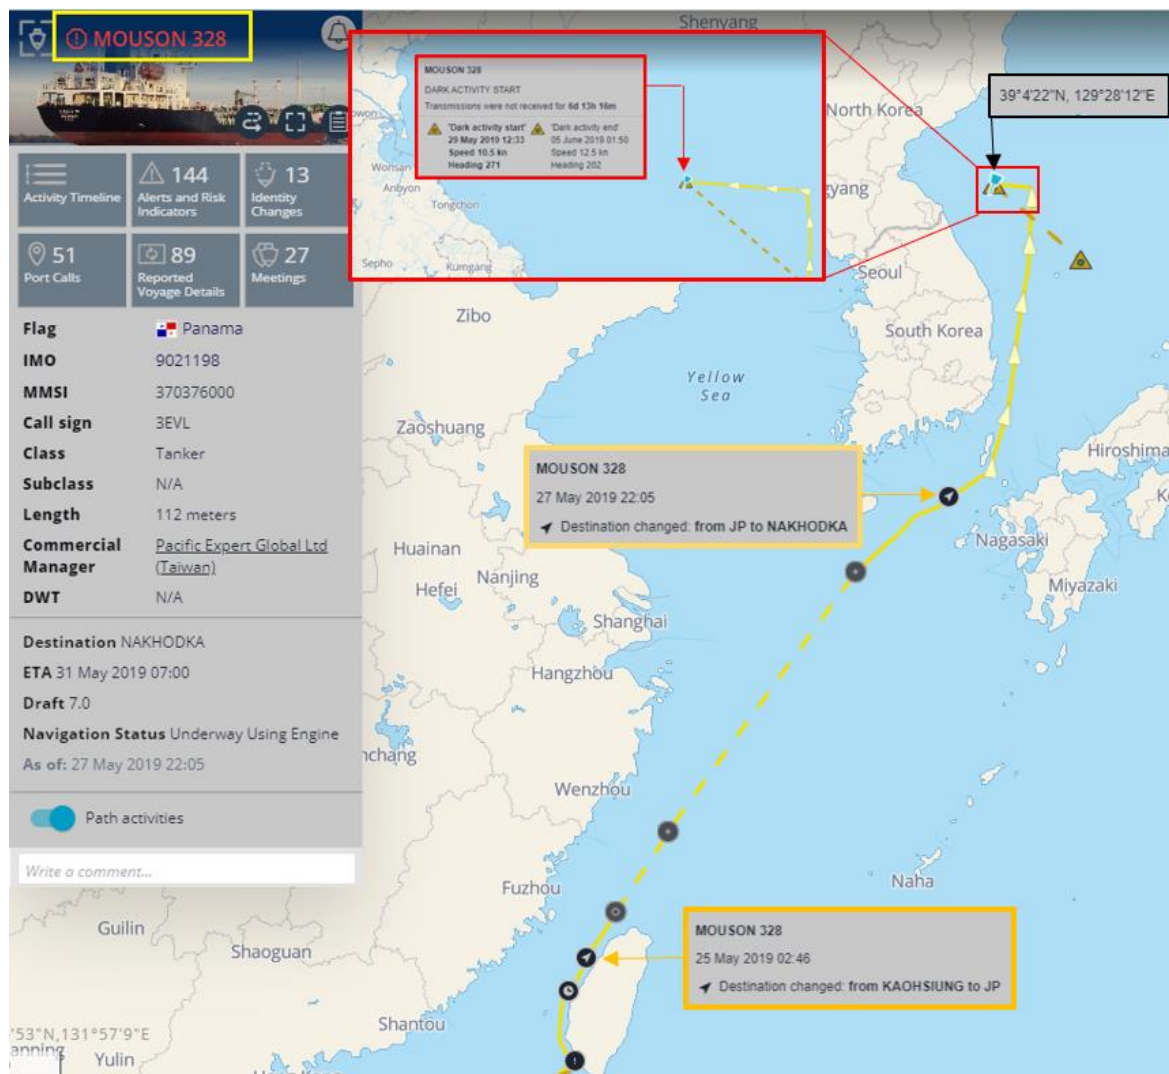 MOUSON 328
144
13
Activity Timeline
Alerts and Risk
Indicators
Identity
Changes
51
89
27
Port Calls
Reported
Voyage Details
Meetings
Flag Panama
IMO 9021198
MMSI 370376000
Call sign 3EVL
Class Tanker
Subclass N/A
Length 112 meters
Commercial
Manager
Pacific Expert Global Ltd
(Taiwan)
DWT N/A
Destination NAKHODKA
ETA 31 May 2019 07:00
Draft 7.0
Navigation Status Underway Using Engine
As of: 27 May 2019 22:05
Path activities
Write a comment...
MOUSON 328
DARK ACTIVITY START
Transmissions were not received for 6d 13h 16m
'Dark activity start'
29 May 2019 12:33
Speed 10.5 kn
Heading 271
'Dark activity end'
05 June 2019 01:50
Speed 12.5 kn
Heading 202
Wonsan
Anbyon
Tongchon
Sepho
Kumgang
Shenyang
39°4'22"N, 129°28'12"E
North Korea
gyang
Seoul
South Korea
Zibo
Yellow
Sea
Zaoshuang
Hiroshima
MOUSON 328
27 May 2019 22:05
Destination changed: from JP to NAKHODKA
Nagasaki
Miyazaki
Huainan
Hefei
Nanjing
Shanghai
Hangzhou
nchang
Wenzhou
Naha
Fuzhou
MOUSON 328
25 May 2019 02:46
Destination changed: from KAOHSIUNG to JP
Guilin
Shaoguan
Shantou
'53"N,131°57'9"E
anning
Yulin